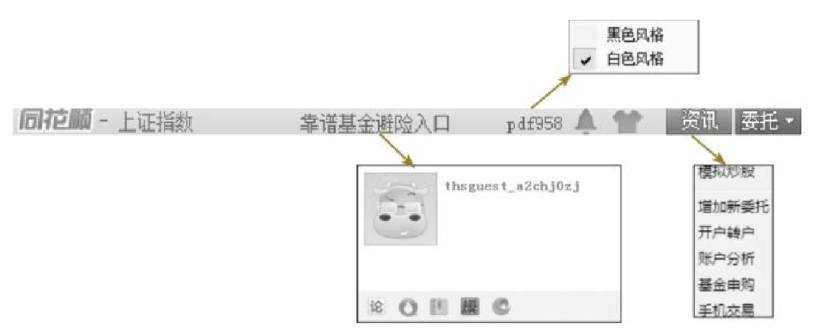 黑色风格
白色风格
同花顺 - 上证指数 靠谱基金避险入口 pdf958 资讯 委托
thsguest_a2chj0zj
模拟炒股
增加新委托
开户转户
账户分析
基金申购
手机交易
论